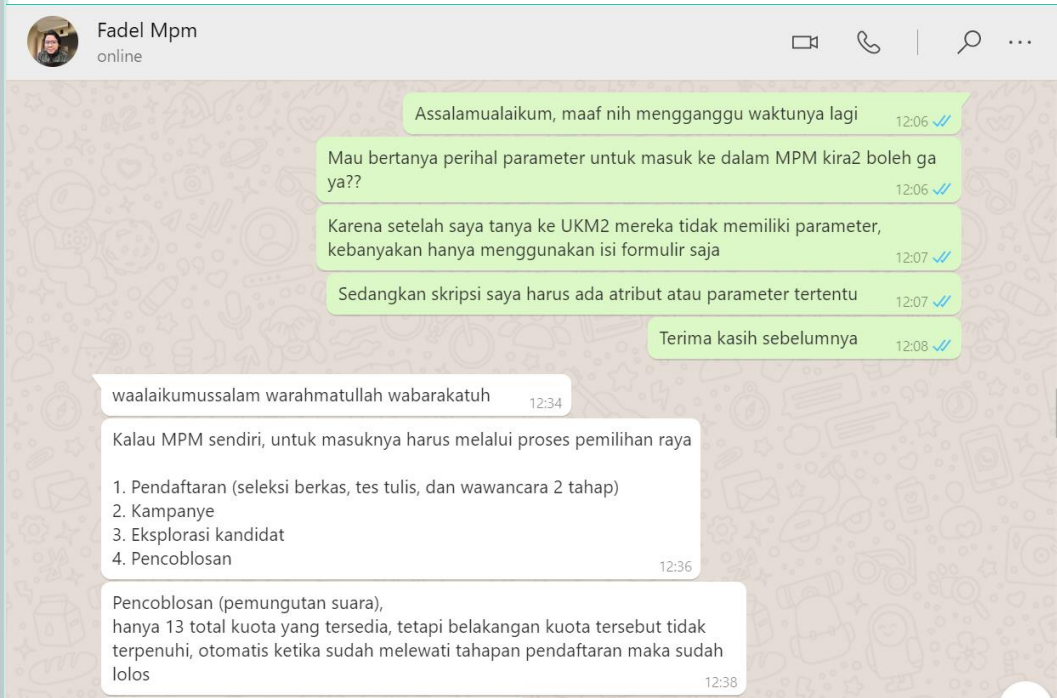 Fadel Mpm
online
Assalamualaikum, maaf nih mengganggu waktunya lagi 12:06
Mau bertanya perihal parameter untuk masuk ke dalam MPM kira2 boleh ga
ya??
12:06
Karena setelah saya tanya ke UKM2 mereka tidak memiliki parameter,
kebanyakan hanya menggunakan isi formulir saja
12:07
Sedangkan skripsi saya harus ada atribut atau parameter tertentu 12:07
Terima kasih sebelumnya 12:08
waalaikumussalam warahmatullah wabarakatuh 12:34
Kalau MPM sendiri, untuk masuknya harus melalui proses pemilihan raya
1. Pendaftaran (seleksi berkas, tes tulis, dan wawancara 2 tahap)
2. Kampanye
3. Eksplorasi kandidat
4. Pencoblosan
12:36
Pencoblosan (pemungutan suara),
hanya 13 total kuota yang tersedia, tetapi belakangan kuota tersebut tidak
terpenuhi, otomatis ketika sudah melewati tahapan pendaftaran maka sudah
lolos
12:38